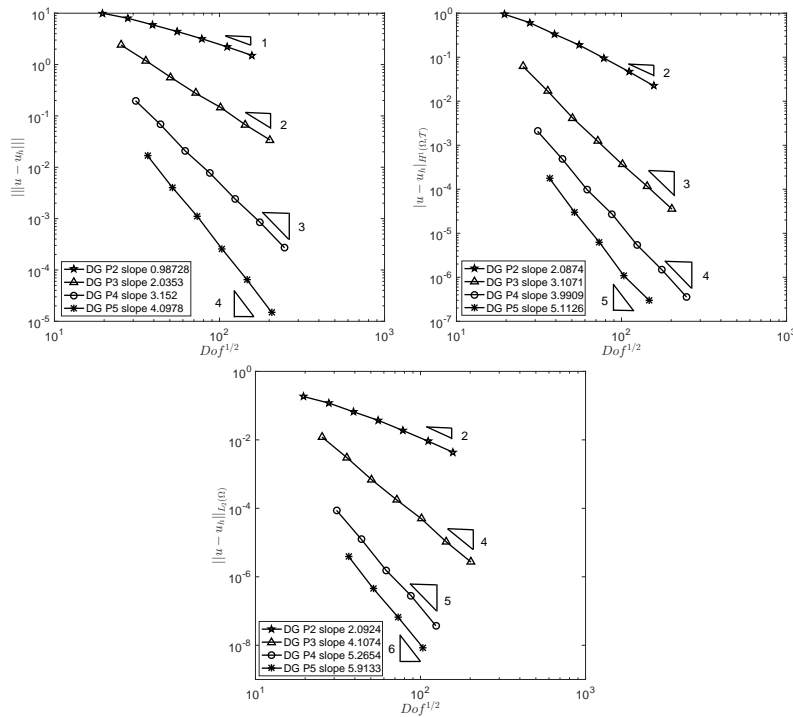 10^1
10^0
10^-1
10^-2
10^-3
10^-4
10^-5
|||u − u_h|||
1
2
3
4
DG P2 slope 0.98728
DG P3 slope 2.0353
DG P4 slope 3.152
DG P5 slope 4.0978
10^1
10^2
10^3
Dof^1/2
10^0
10^-1
10^-2
10^-3
10^-4
10^-5
10^-6
10^-7
|u − u_h|_H^1(Ω,T)
2
3
4
5
DG P2 slope 2.0874
DG P3 slope 3.1071
DG P4 slope 3.9909
DG P5 slope 5.1126
10^1
10^2
10^3
Dof^1/2
10^0
10^-2
10^-4
10^-6
10^-8
||u − u_h||_L_2(Ω)
2
4
5
6
DG P2 slope 2.0924
DG P3 slope 4.1074
DG P4 slope 5.2654
DG P5 slope 5.9133
10^1
10^2
10^3
Dof^1/2